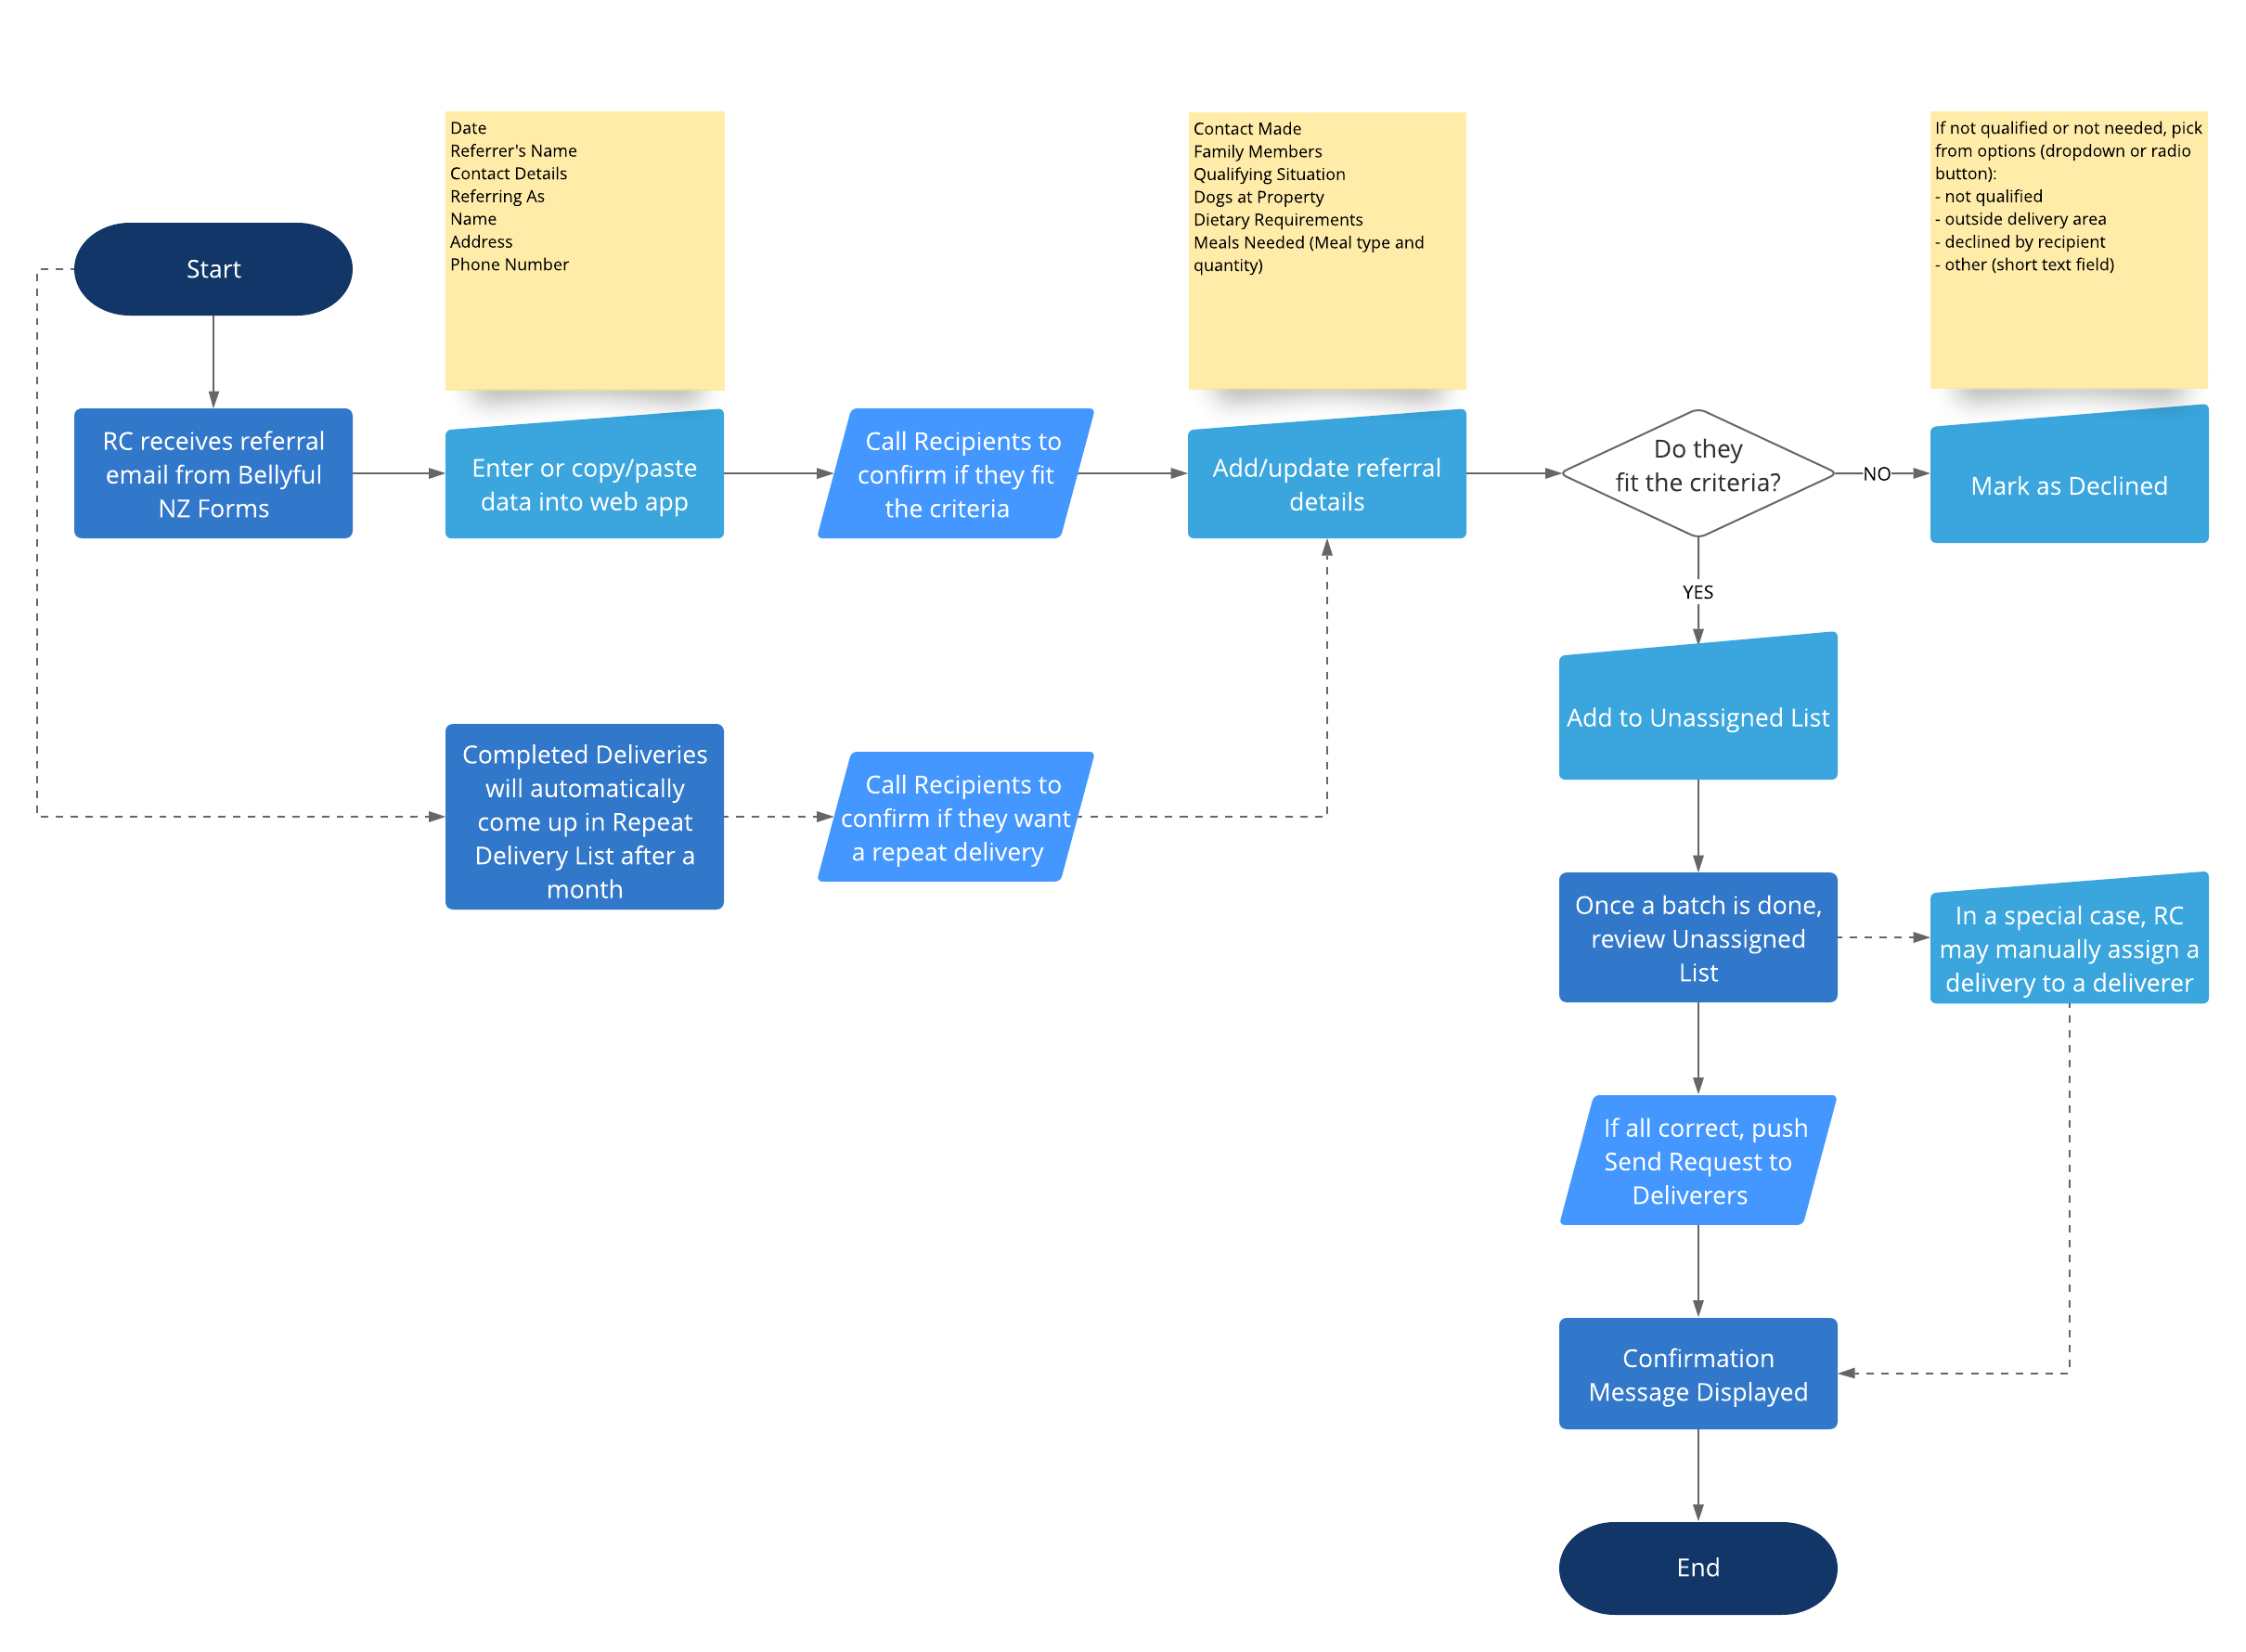 Date
Referrer's Name
Contact Details
Referring As
Name
Address
Phone Number
Contact Made
Family Members
Qualifying Situation
Dogs at Property
Dietary Requirements
Meals Needed (Meal type and
quantity)
If not qualified or not needed, pick
from options (dropdown or radio
button):
- not qualified
- outside delivery area
- declined by recipient
- other (short text field)
Start
RC receives referral
email from Bellyful
NZ Forms
Enter or copy/paste
data into web app
Call Recipients to
confirm if they fit
the criteria
Add/update referral
details
Do they
fit the criteria?
NO
Mark as Declined
YES
Add to Unassigned List
Completed Deliveries
will automatically
come up in Repeat
Delivery List after a
month
Call Recipients to
confirm if they want
a repeat delivery
Once a batch is done,
review Unassigned
List
In a special case, RC
may manually assign a
delivery to a deliverer
If all correct, push
Send Request to
Deliverers
Confirmation
Message Displayed
End